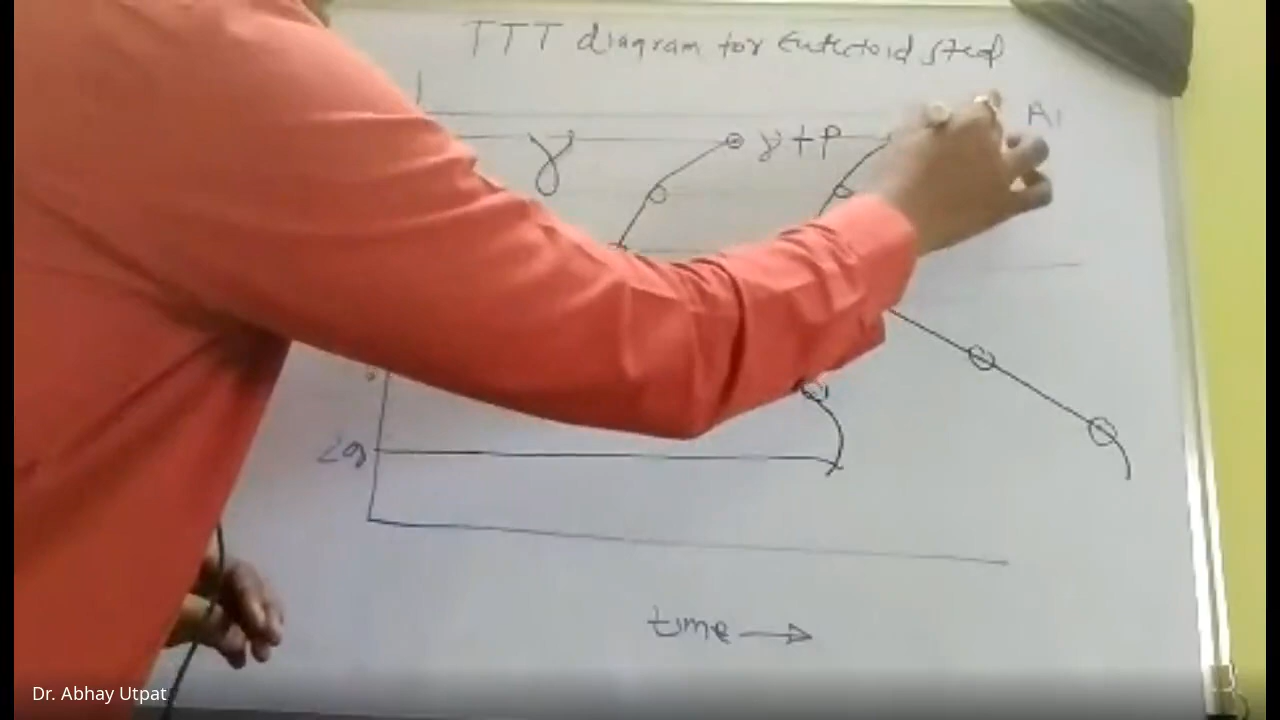 TTT diagram for Eutectoid steel
A1
γ γ+P
time
Dr. Abhay Utpat